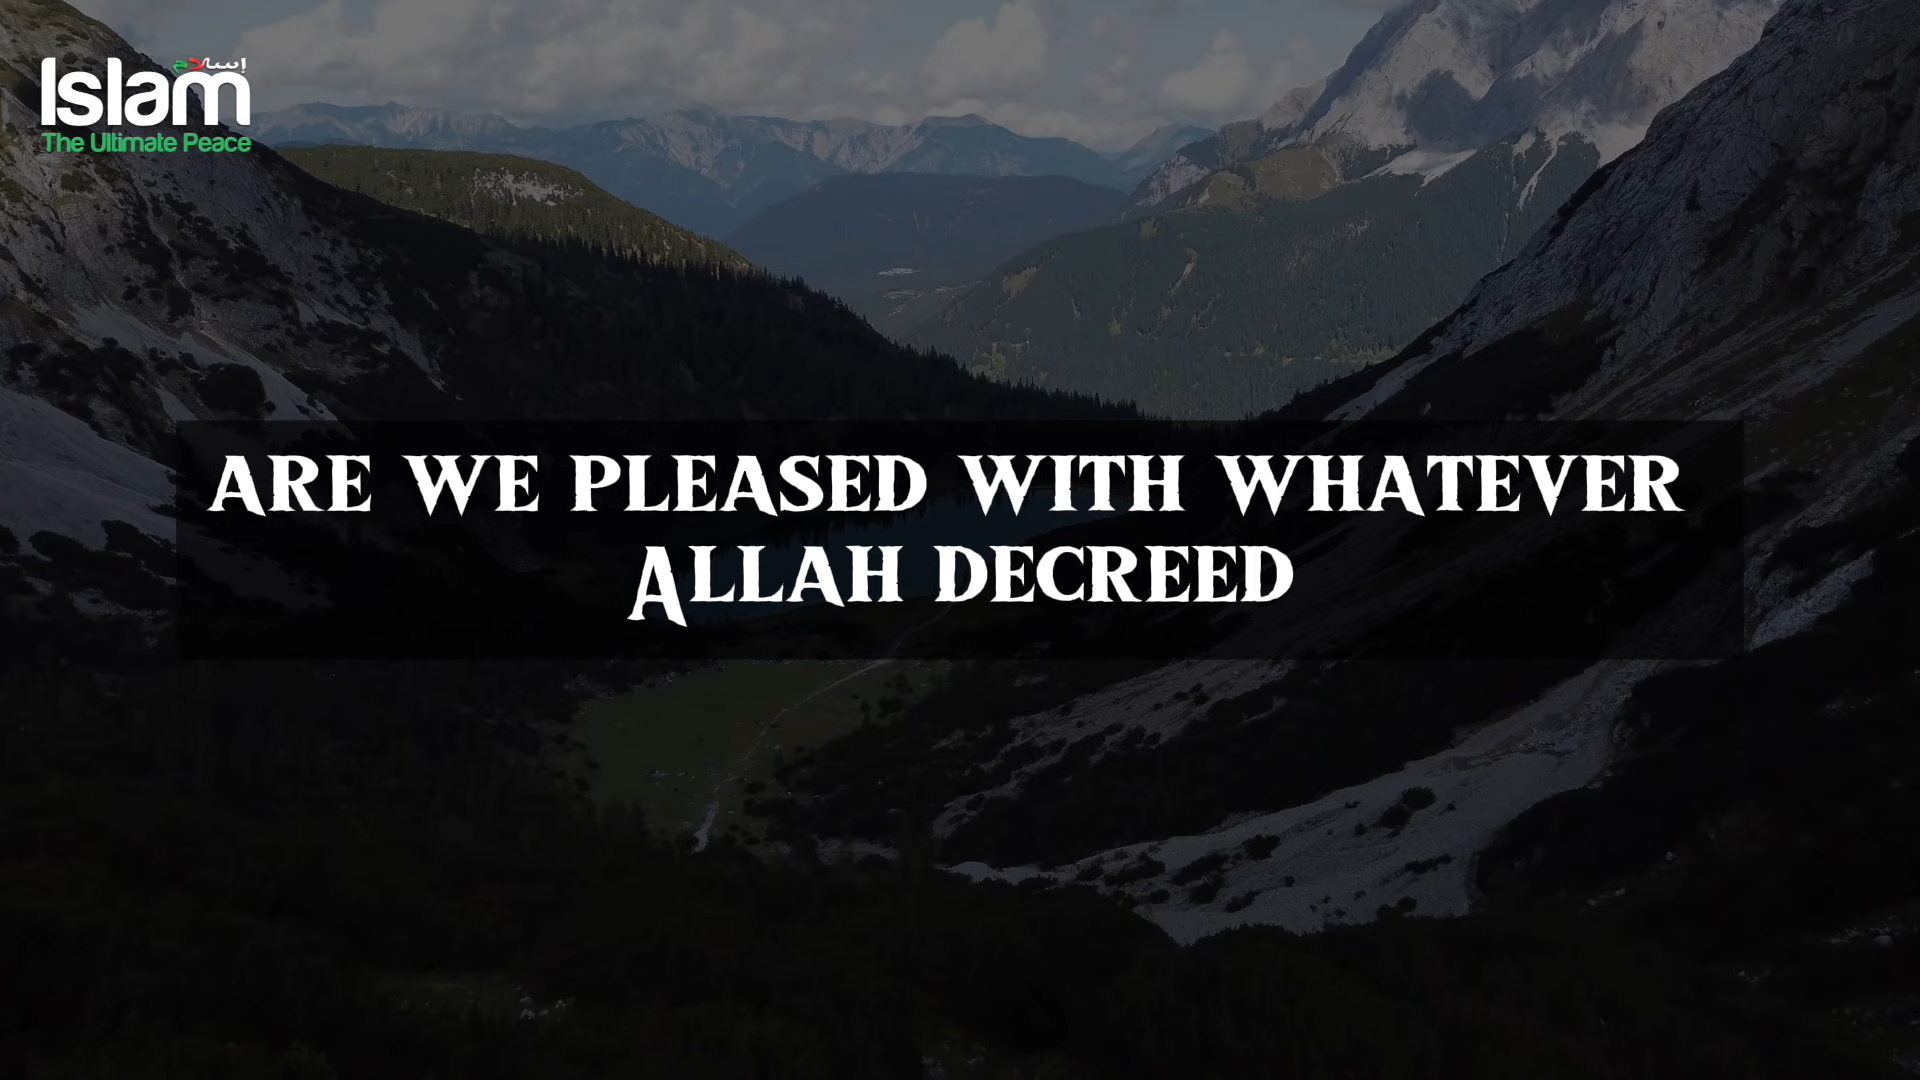 إسلام
Islam
The Ultimate Peace
ARE WE PLEASED WITH WHATEVER
ALLAH DECREED